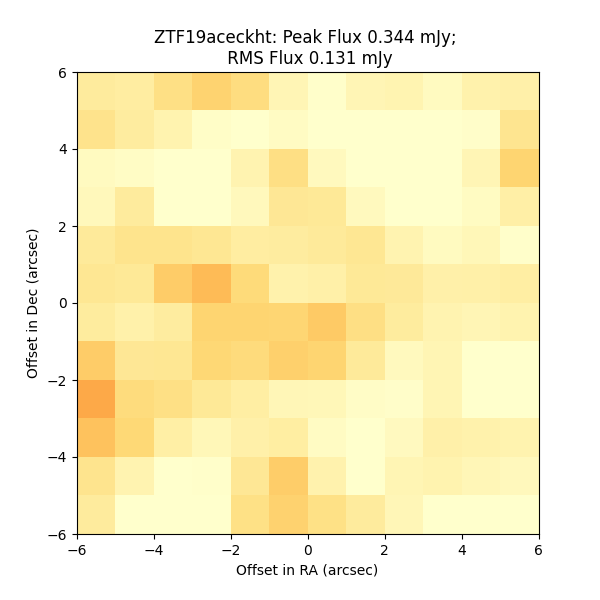 ZTF19aceckht: Peak Flux 0.344 mJy;
RMS Flux 0.131 mJy
6
4
2
0
−2
−4
−6
Offset in Dec (arcsec)
−6 −4 −2 0 2 4 6
Offset in RA (arcsec)